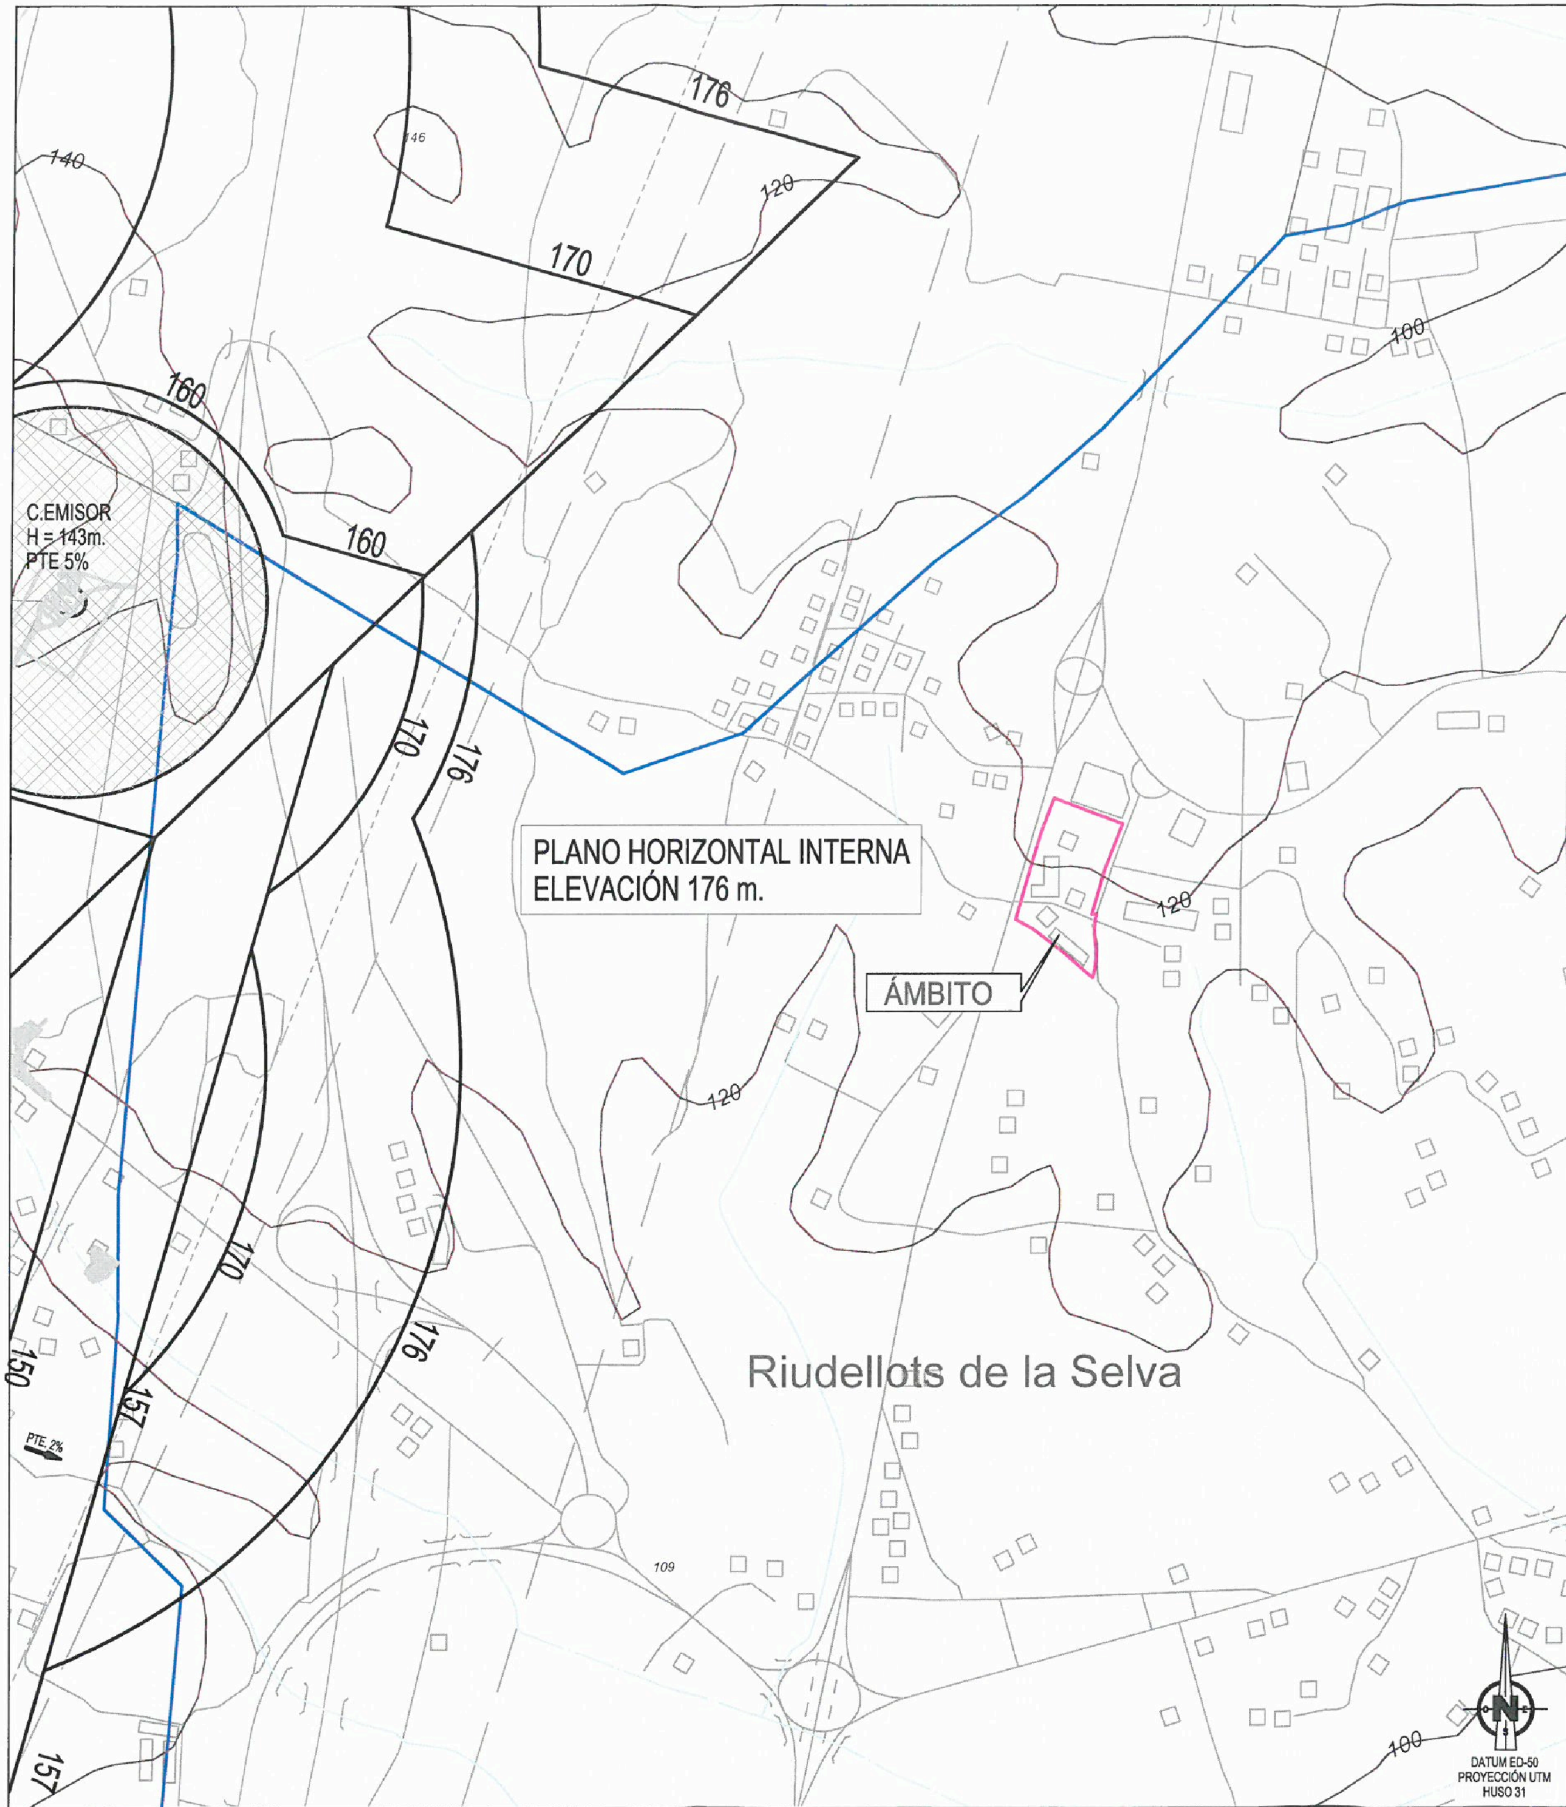 176
146
140
120
170
100
160
C.EMISOR
H = 143m.
PTE 5%
160
170
176
PLANO HORIZONTAL INTERNA
ELEVACIÓN 176 m.
120
ÁMBITO
120
170
176
150
Riudellots de la Selva
157
PTE. 2%
109
N
S
100
157
DATUM ED-50
PROYECCIÓN UTM
HUSO 31